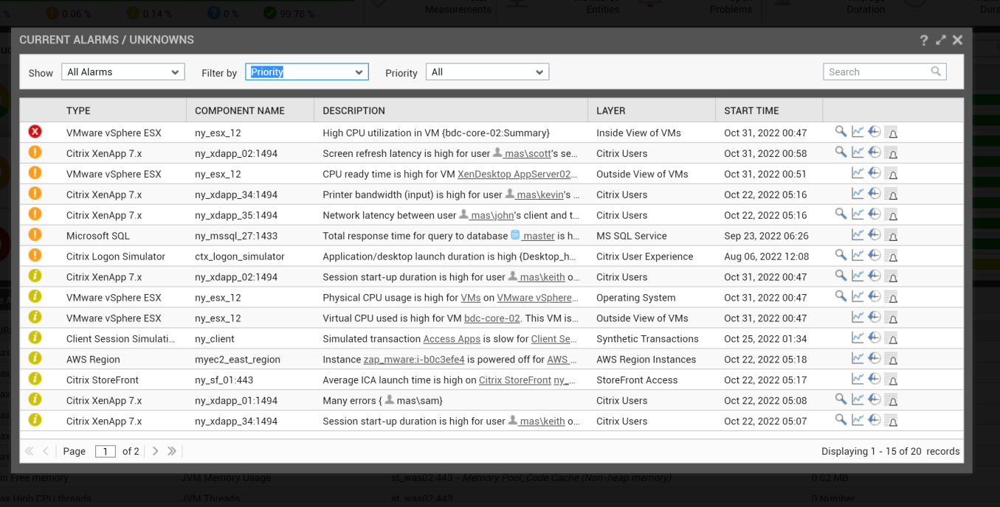 % 0.06 % 0.14 % 0 % 99.78 %
Measurements Entities Problems Duration
CURRENT ALARMS / UNKNOWNS ?
Show All Alarms Filter by Priority Priority All Search
TYPE COMPONENT NAME DESCRIPTION LAYER START TIME
VMware vSphere ESX ny_esx_12 High CPU utilization in VM {bdc-core-02:Summary} Inside View of VMs Oct 31, 2022 00:47
Citrix XenApp 7.x ny_xdapp_02:1494 Screen refresh latency is high for user mas\scott's se... Citrix Users Oct 31, 2022 00:58
VMware vSphere ESX ny_esx_12 CPU ready time is high for VM XenDesktop AppServer02... Outside View of VMs Oct 31, 2022 00:51
Citrix XenApp 7.x ny_xdapp_34:1494 Printer bandwidth (input) is high for user mas\kevin's ... Citrix Users Oct 22, 2022 05:16
Citrix XenApp 7.x ny_xdapp_35:1494 Network latency between user mas\john's client and t... Citrix Users Oct 22, 2022 05:16
Microsoft SQL ny_mssql_27:1433 Total response time for query to database master is h... MS SQL Service Sep 23, 2022 06:26
Citrix Logon Simulator ctx_logon_simulator Application/desktop launch duration is high {Desktop_h... Citrix User Experience Aug 06, 2022 12:08
Citrix XenApp 7.x ny_xdapp_02:1494 Session start-up duration is high for user mas\keith o... Citrix Users Oct 31, 2022 00:47
VMware vSphere ESX ny_esx_12 Physical CPU usage is high for VMs on VMware vSphere... Operating System Oct 31, 2022 00:47
VMware vSphere ESX ny_esx_12 Virtual CPU used is high for VM bdc-core-02. This VM is... Outside View of VMs Oct 31, 2022 00:47
Client Session Simulati... ny_client Simulated transaction Access Apps is slow for Client Se... Synthetic Transactions Oct 25, 2022 01:34
AWS Region myec2_east_region Instance zap_mware:i-b0c3efe4 is powered off for AWS ... AWS Region Instances Oct 22, 2022 05:18
Citrix StoreFront ny_sf_01:443 Average ICA launch time is high on Citrix StoreFront ny_... StoreFront Access Oct 22, 2022 05:17
Citrix XenApp 7.x ny_xdapp_01:1494 Many errors { mas\sam} Citrix Users Oct 22, 2022 05:08
Citrix XenApp 7.x ny_xdapp_34:1494 Session start-up duration is high for user mas\keith o... Citrix Users Oct 22, 2022 05:07
Page 1 of 2 Displaying 1 - 15 of 20 records
in Free memory JVM Memory Usage st_was02:443 - Memory Pool_Code Cache (Non-heap memory) 0.02 MB
ax High CPU threads JVM Threads st_was02:443 0 Number